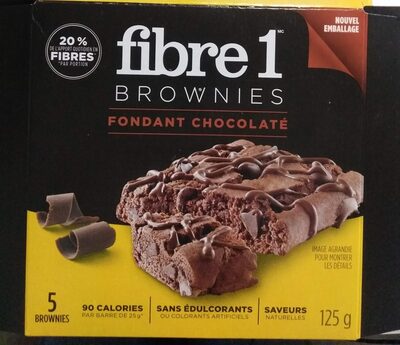 NOUVEL
EMBALLAGE
20 %
DE L'APPORT QUOTIDIEN EN
FIBRES
*PAR PORTION
fibre 1 MC
BROWNIES
FONDANT CHOCOLATÉ
IMAGE AGRANDIE
POUR MONTRER
LES DÉTAILS
5
BROWNIES
90 CALORIES
PAR BARRE DE 25g*
SANS ÉDULCORANTS
OU COLORANTS ARTIFICIELS
SAVEURS
NATURELLES
125 g